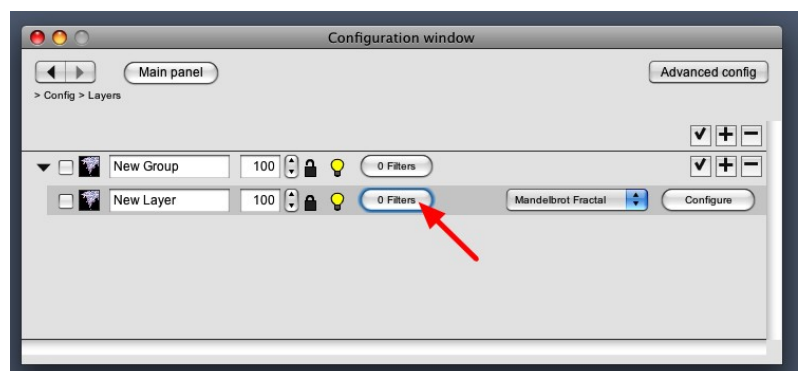 Configuration window
Main panel
Advanced config
> Config > Layers
New Group 100 0 Filters
New Layer 100 0 Filters Mandelbrot Fractal Configure